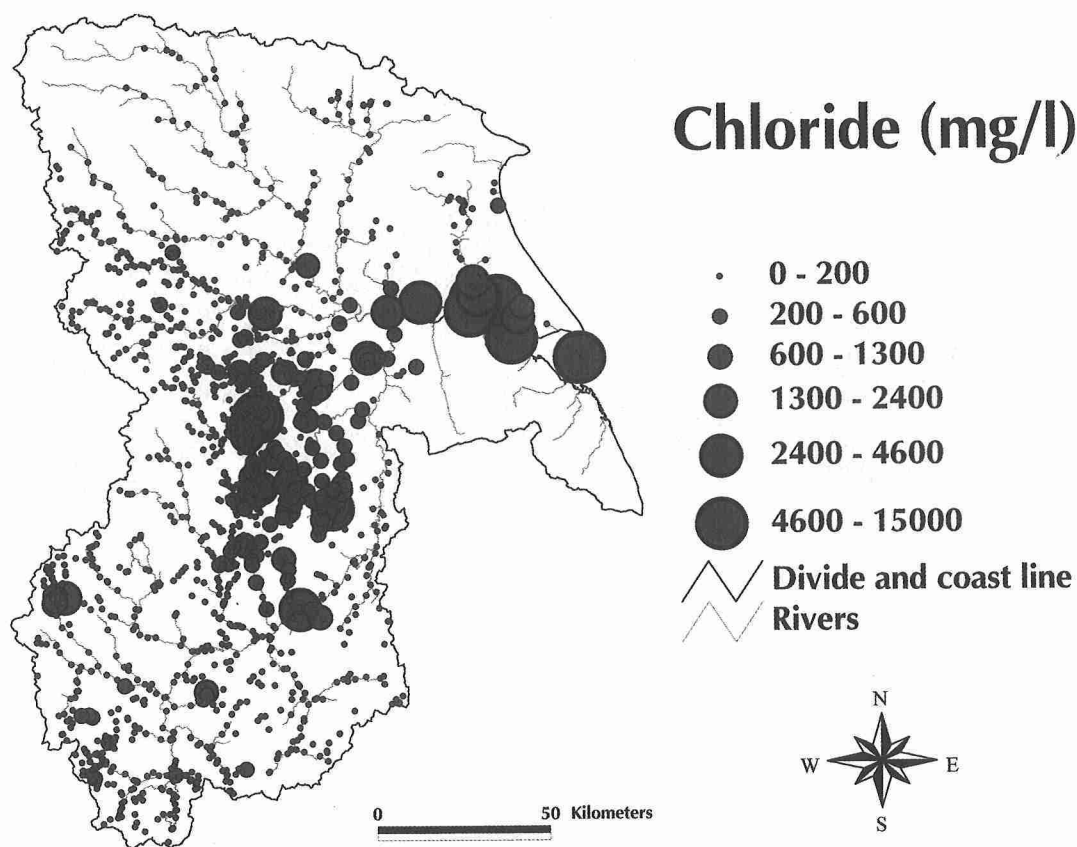 Chloride (mg/l)
0 - 200
200 - 600
600 - 1300
1300 - 2400
2400 - 4600
4600 - 15000
Divide and coast line
Rivers
N
W E
S
0 50 Kilometers